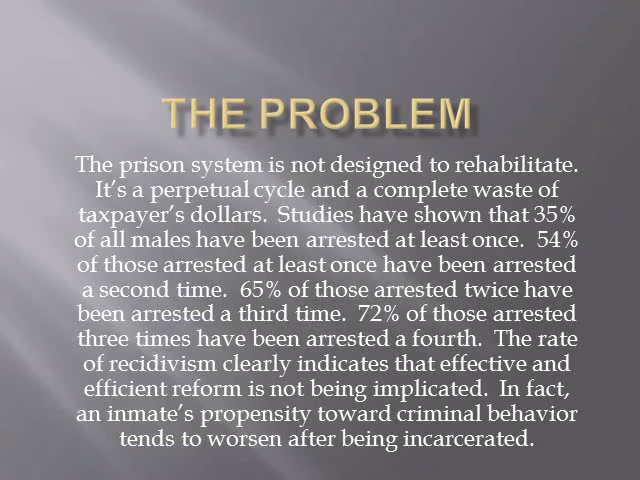 THE PROBLEM
The prison system is not designed to rehabilitate.
It’s a perpetual cycle and a complete waste of
taxpayer’s dollars.  Studies have shown that 35%
of all males have been arrested at least once.  54%
of those arrested at least once have been arrested
a second time.  65% of those arrested twice have
been arrested a third time.  72% of those arrested
three times have been arrested a fourth.  The rate
of recidivism clearly indicates that effective and
efficient reform is not being implicated.  In fact,
an inmate’s propensity toward criminal behavior
tends to worsen after being incarcerated.